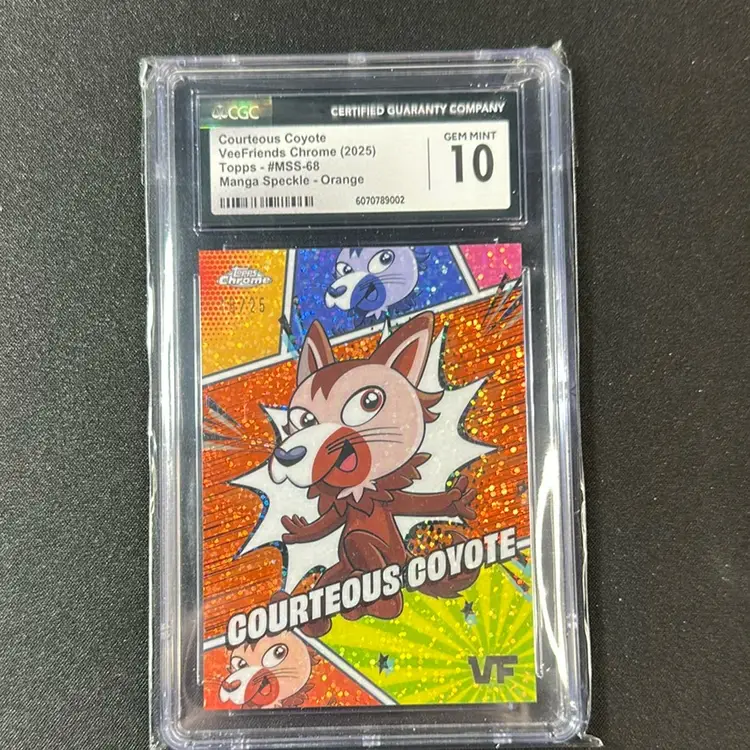 CGC
CERTIFIED GUARANTY COMPANY
Courteous Coyote
VeeFriends Chrome (2025)
Topps - #MSS-68
Manga Speckle - Orange
GEM MINT
10
6070789002
Topps
Chrome
/25
COURTEOUS COYOTE
VF